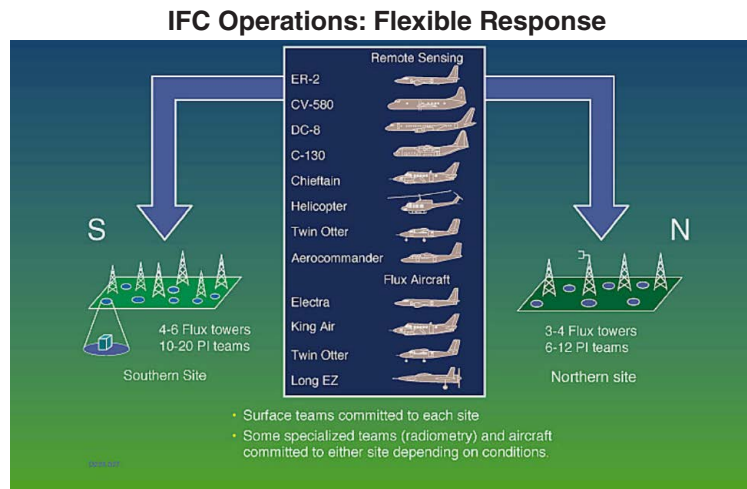 IFC Operations: Flexible Response
Remote Sensing
ER-2
CV-580
DC-8
C-130
Chieftain
Helicopter
Twin Otter
Aerocommander
Flux Aircraft
Electra
King Air
Twin Otter
Long EZ
S
4-6 Flux towers
10-20 PI teams
Southern Site
N
3-4 Flux towers
6-12 PI teams
Northern site
• Surface teams committed to each site
• Some specialized teams (radiometry) and aircraft
committed to either site depending on conditions.